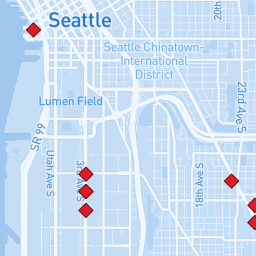 Seattle
Seattle Chinatown-
International
District
20th
Lumen Field
23rd Ave S
SR 99
Utah Ave S
3rd Ave S
18th Ave S